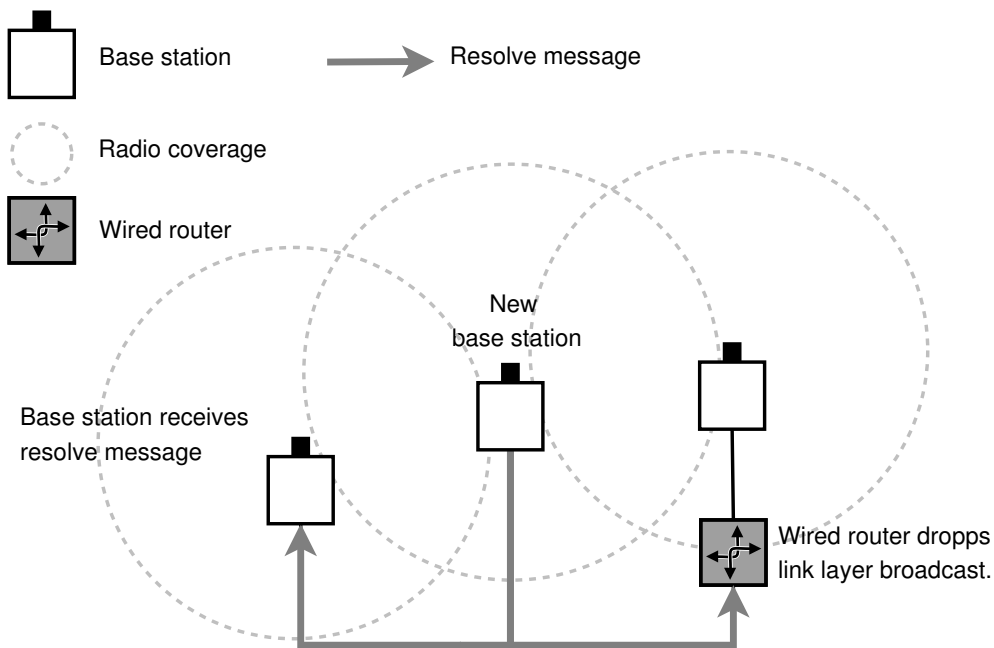 Base station
Resolve message
Radio coverage
Wired router
New
base station
Base station receives
resolve message
Wired router dropps
link layer broadcast.